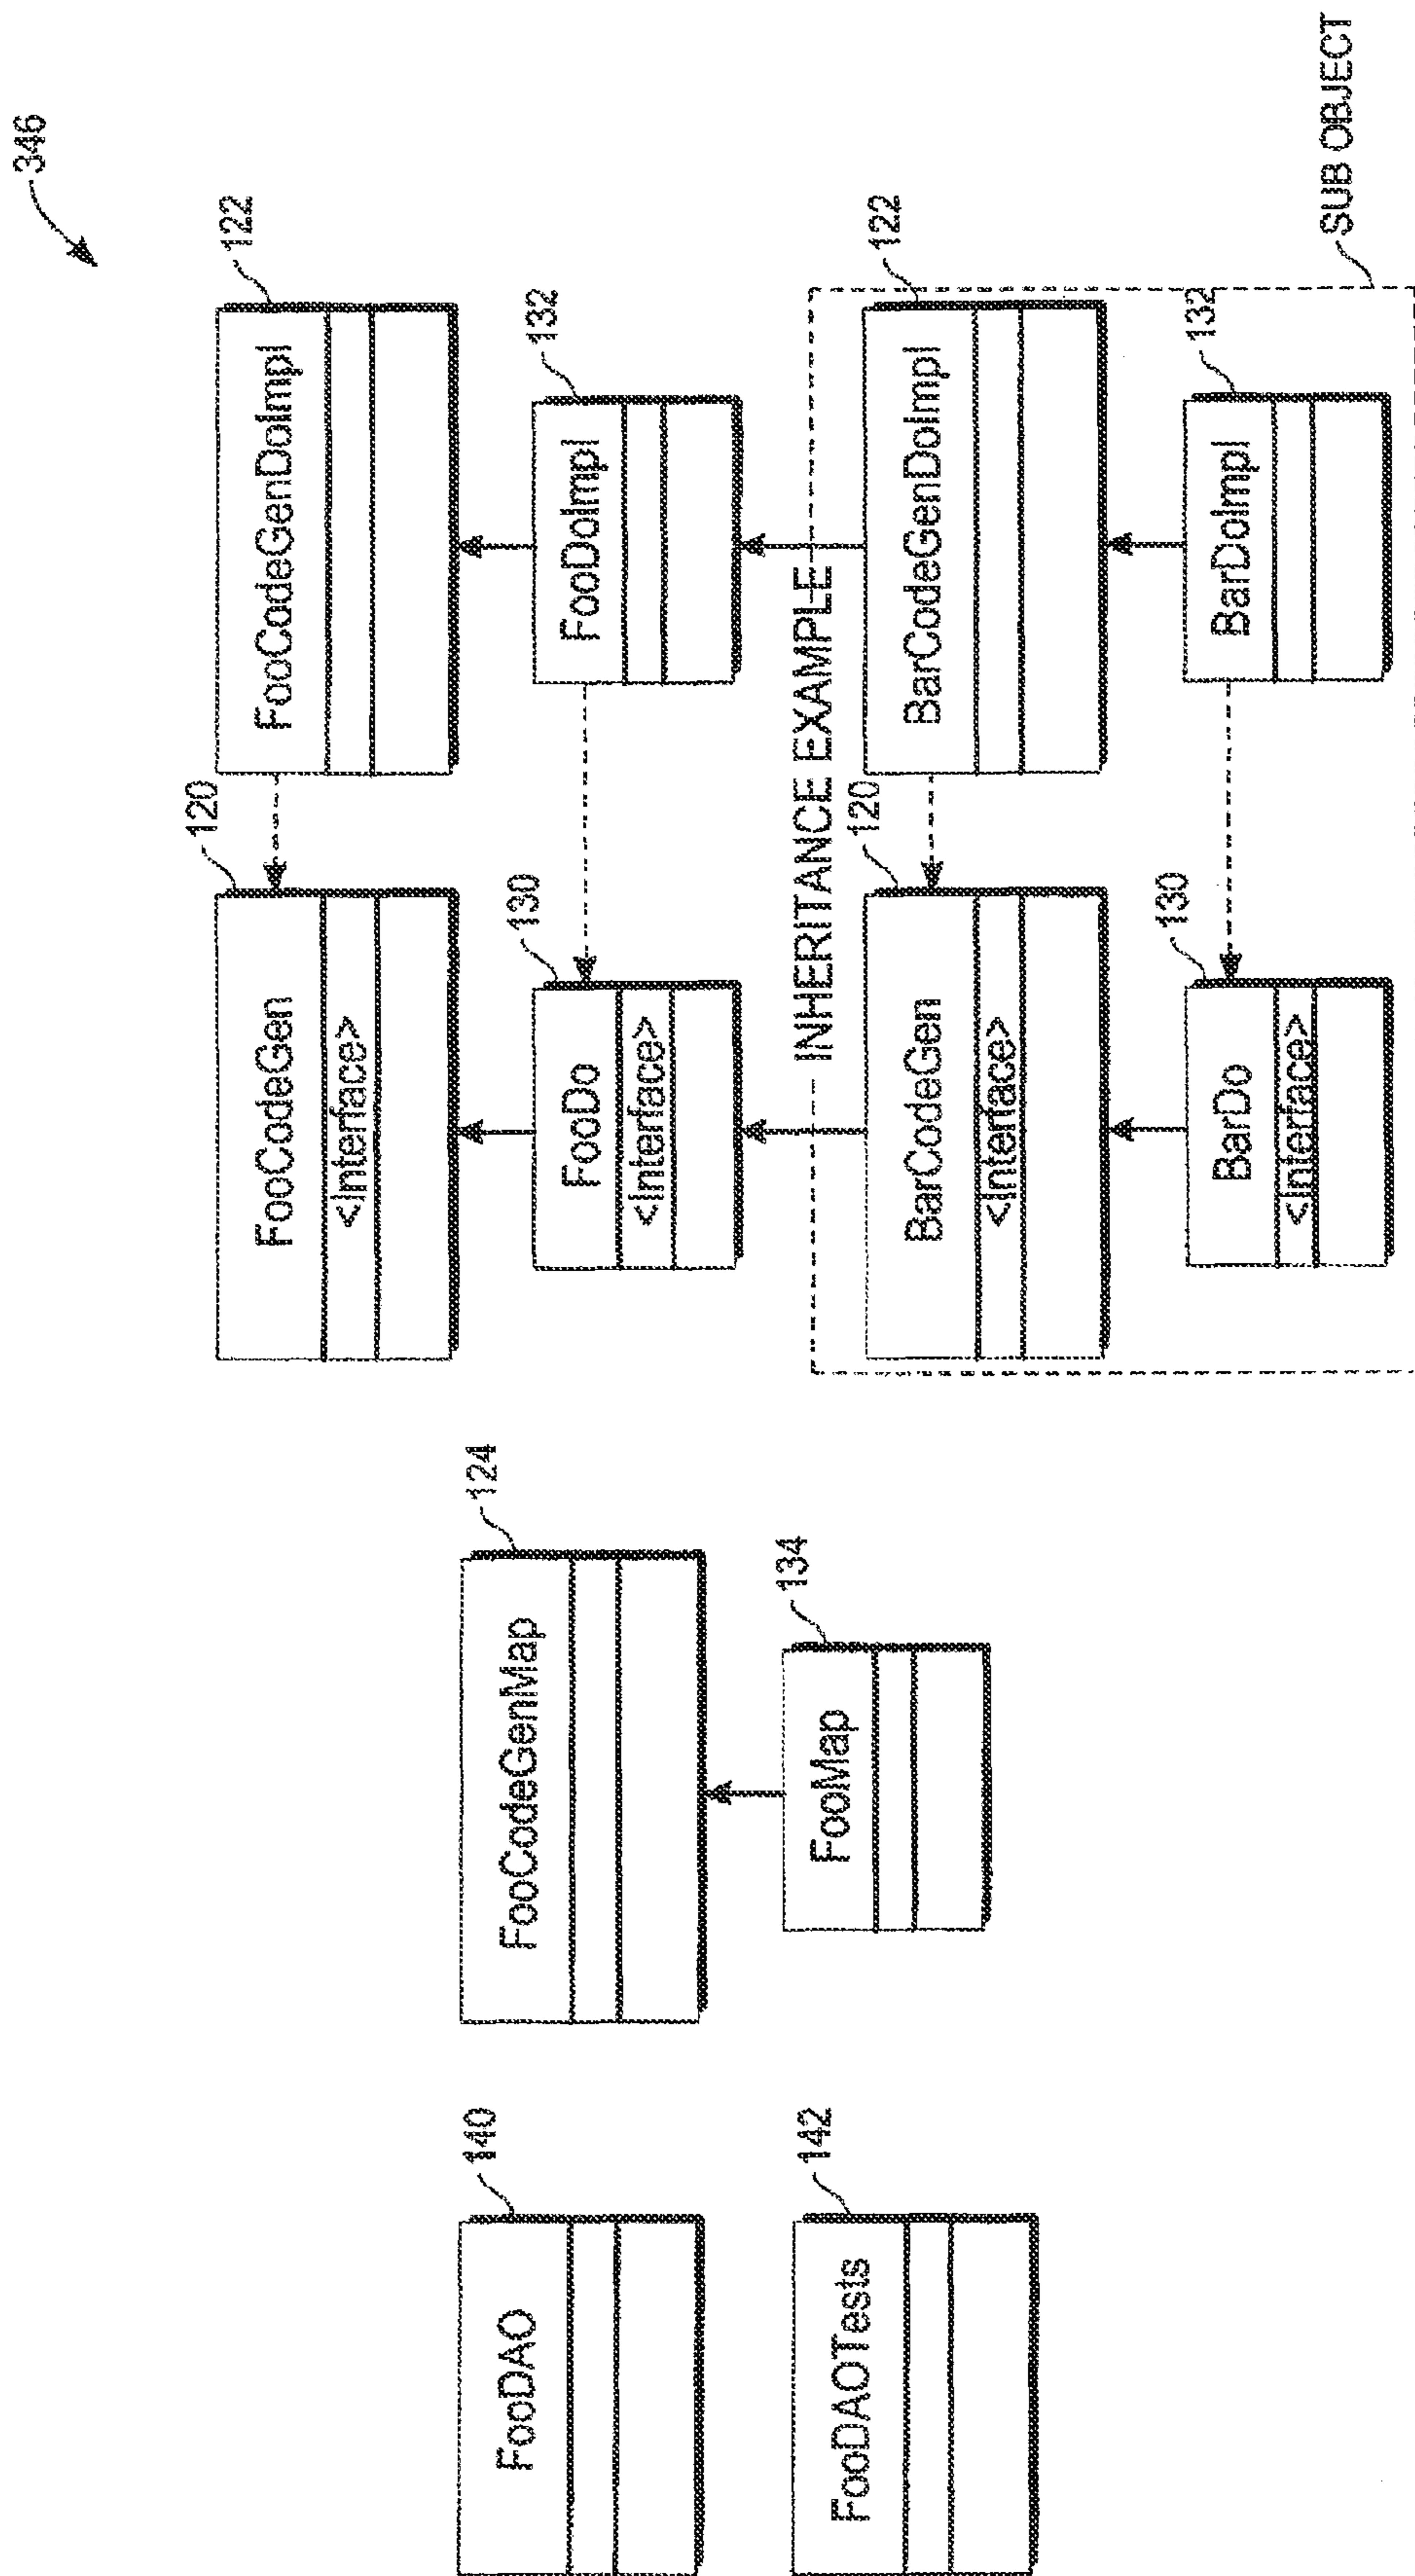 346
FooDAO
140
FooDAOTests
142
FooCodeGenMap
124
FooMap
134
FooCodeGen
<Interface>
120
FooCodeGenDoImpl
122
FooDo
<Interface>
130
FooDoImpl
132
INHERITANCE EXAMPLE
BarCodeGen
<Interface>
120
BarCodeGenDoImpl
122
BarDo
<Interface>
130
BarDoImpl
132
SUB OBJECT